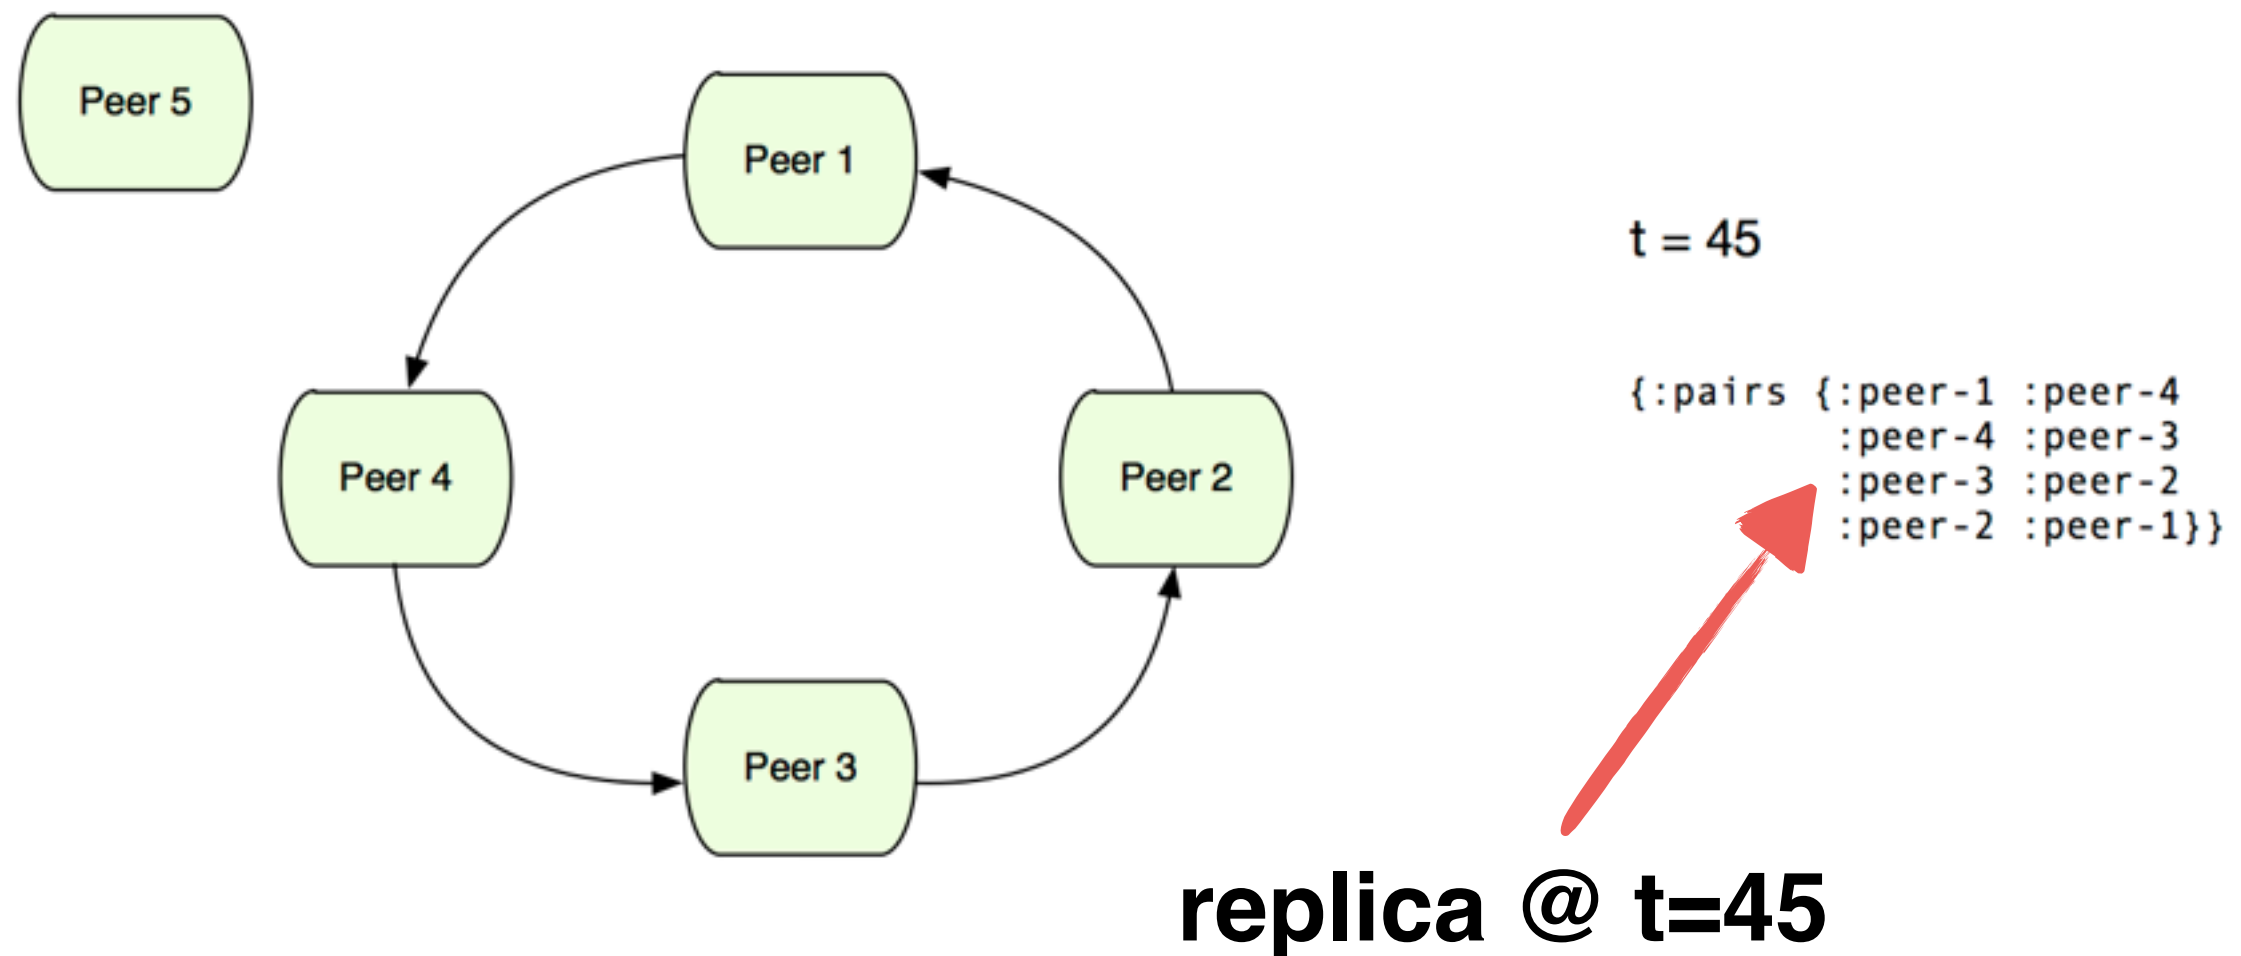 Peer 5
Peer 1
Peer 4
Peer 2
Peer 3
t = 45
{:pairs {:peer-1 :peer-4
:peer-4 :peer-3
:peer-3 :peer-2
:peer-2 :peer-1}}
replica @ t=45